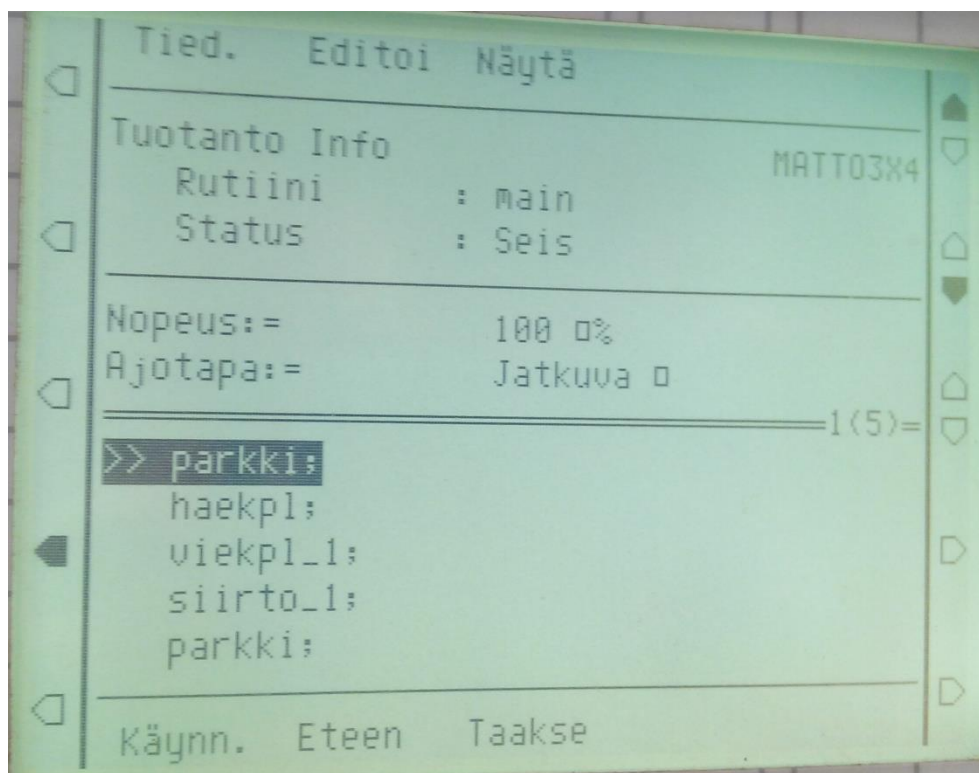 Tied. Editoi Näytä
Tuotanto Info MATTO3X4
Rutiini : main
Status : Seis
Nopeus:= 100 %
Ajotapa:= Jatkuva
1(5)
>> parkki;
haekpl;
viekpl_1;
siirto_1;
parkki;
Käynn. Eteen Taakse